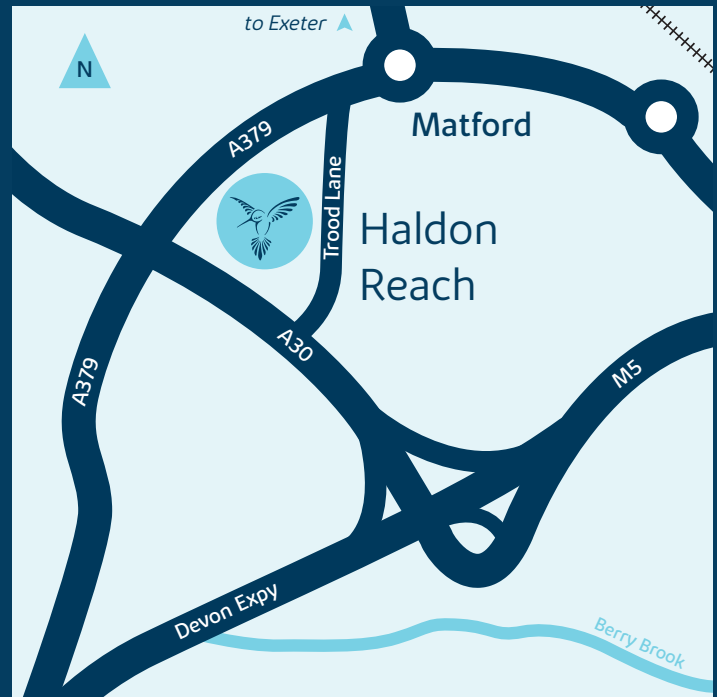 to Exeter
N
Matford
A379
Trood Lane
Haldon
Reach
A30
A379
M5
Devon Expy
Berry Brook